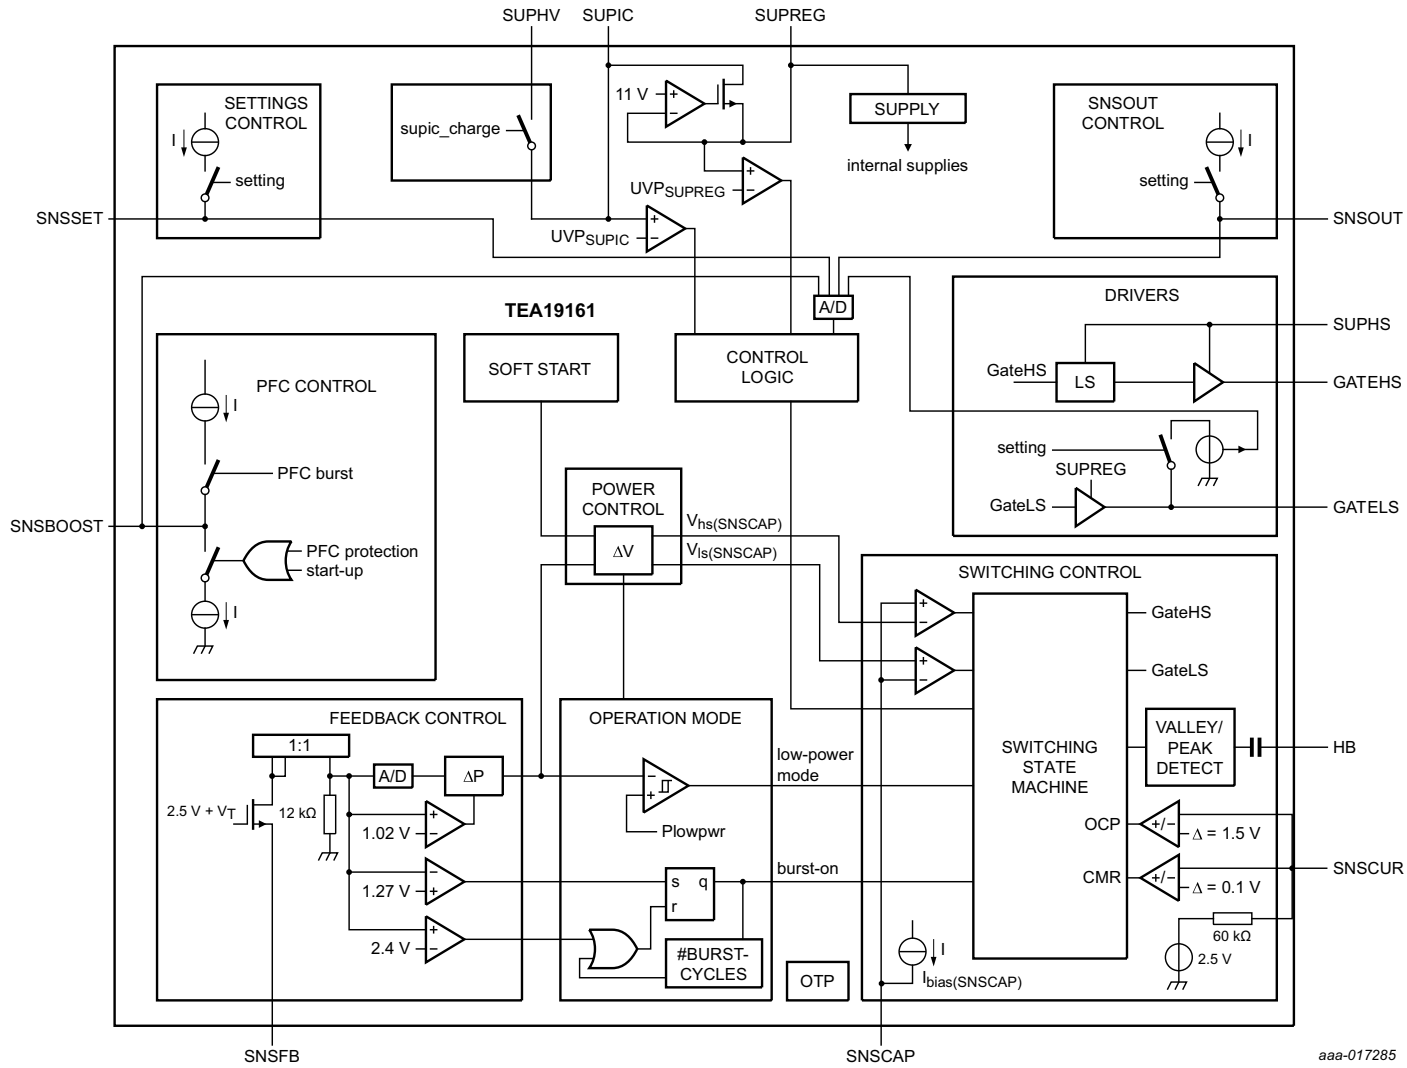 SUPHV
SUPIC
SUPREG
SETTINGS
CONTROL
I
setting
supic_charge
11 V
+
−
SUPPLY
internal supplies
SNSOUT
CONTROL
I
setting
+
−
UVPSUPREG
+
−
UVPSUPIC
SNSSET
SNSOUT
TEA19161
A/D
DRIVERS
SUPHS
GateHS
LS
GATEHS
setting
SUPREG
GateLS
GATELS
PFC CONTROL
I
PFC burst
SNSBOOST
PFC protection
start-up
I
SOFT START
CONTROL
LOGIC
POWER
CONTROL
ΔV
Vhs(SNSCAP)
Vls(SNSCAP)
SWITCHING CONTROL
+
−
+
−
GateHS
GateLS
SWITCHING
STATE
MACHINE
VALLEY/
PEAK
DETECT
HB
OCP
+/−
Δ = 1.5 V
CMR
+/−
Δ = 0.1 V
SNSCUR
60 kΩ
2.5 V
I
Ibias(SNSCAP)
FEEDBACK CONTROL
1:1
A/D
ΔP
2.5 V + VT
12 kΩ
+
−
1.02 V
−
+
1.27 V
+
−
2.4 V
OPERATION MODE
−
+
Plowpwr
low-power
mode
s
q
r
burst-on
#BURST-
CYCLES
OTP
SNSFB
SNSCAP
aaa-017285